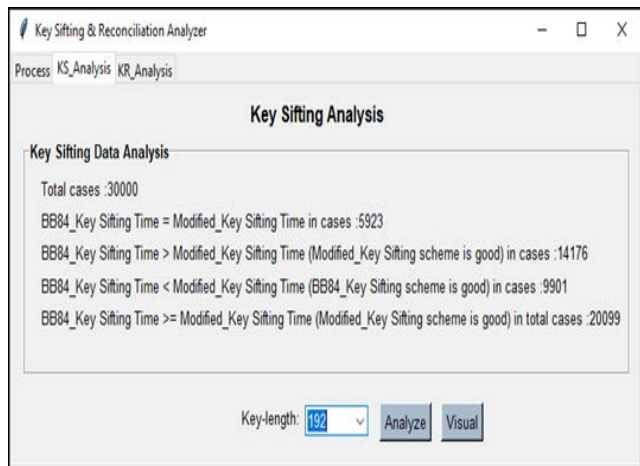 Key Sifting & Reconciliation Analyzer
Process KS_Analysis KR_Analysis
Key Sifting Analysis
Key Sifting Data Analysis
Total cases :30000
BB84_Key Sifting Time = Modified_Key Sifting Time in cases :5923
BB84_Key Sifting Time > Modified_Key Sifting Time (Modified_Key Sifting scheme is good) in cases :14176
BB84_Key Sifting Time < Modified_Key Sifting Time (BB84_Key Sifting scheme is good) in cases :9901
BB84_Key Sifting Time >= Modified_Key Sifting Time (Modified_Key Sifting scheme is good) in total cases :20099
Key-length: 192 Analyze Visual